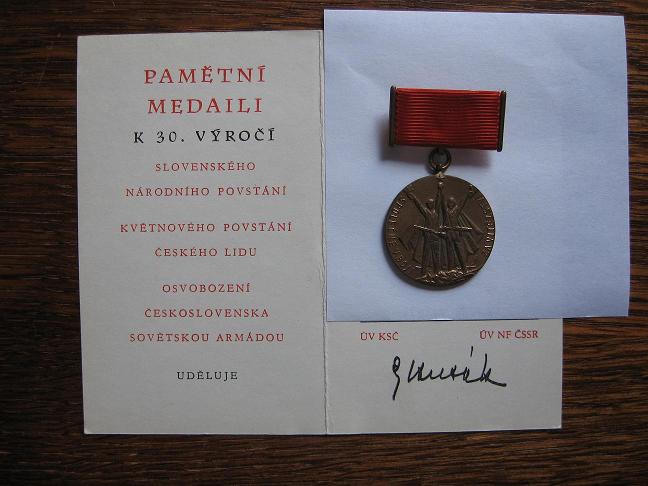 PAMĚTNÍ
MEDAILI
K 30. VÝROČÍ
SLOVENSKÉHO
NÁRODNÍHO POVSTÁNÍ
KVĚTNOVÉHO POVSTÁNÍ
ČESKÉHO LIDU
OSVOBOZENÍ
ČESKOSLOVENSKA
SOVĚTSKOU ARMÁDOU
UDĚLUJE
ÚV KSČ ÚV NF ČSSR
G Husák